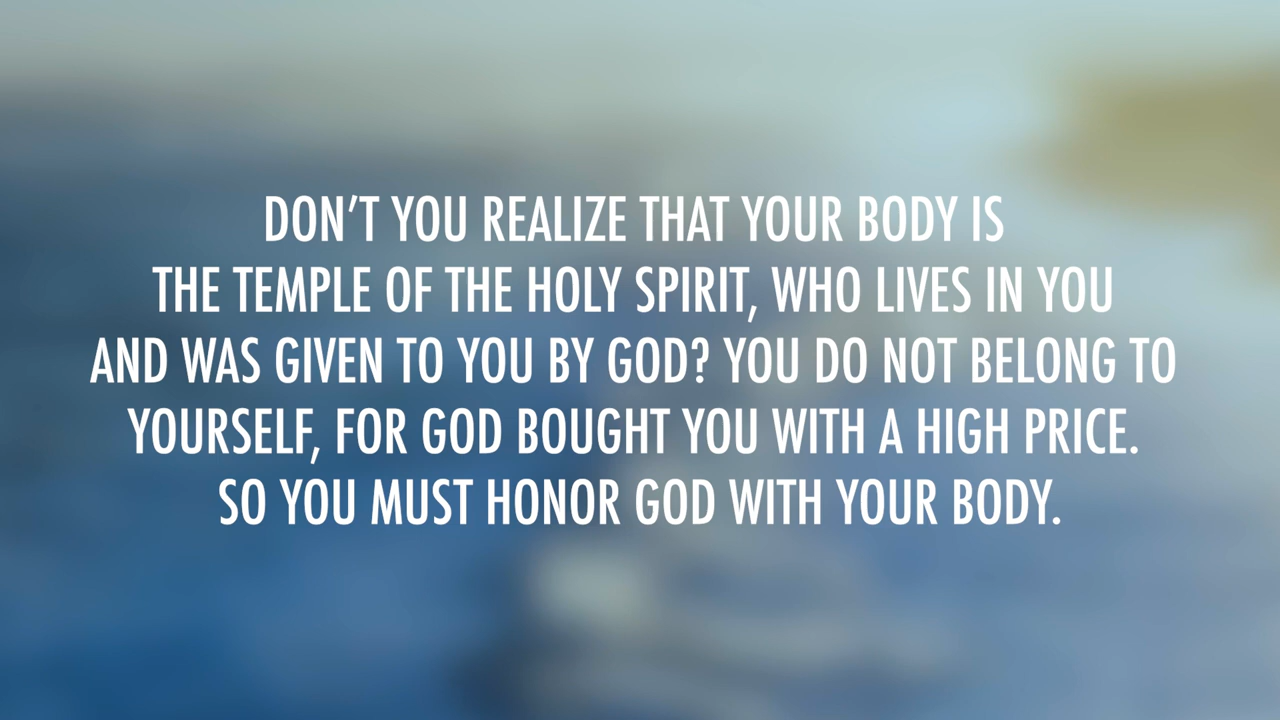 DON’T YOU REALIZE THAT YOUR BODY IS
THE TEMPLE OF THE HOLY SPIRIT, WHO LIVES IN YOU
AND WAS GIVEN TO YOU BY GOD? YOU DO NOT BELONG TO
YOURSELF, FOR GOD BOUGHT YOU WITH A HIGH PRICE.
SO YOU MUST HONOR GOD WITH YOUR BODY.